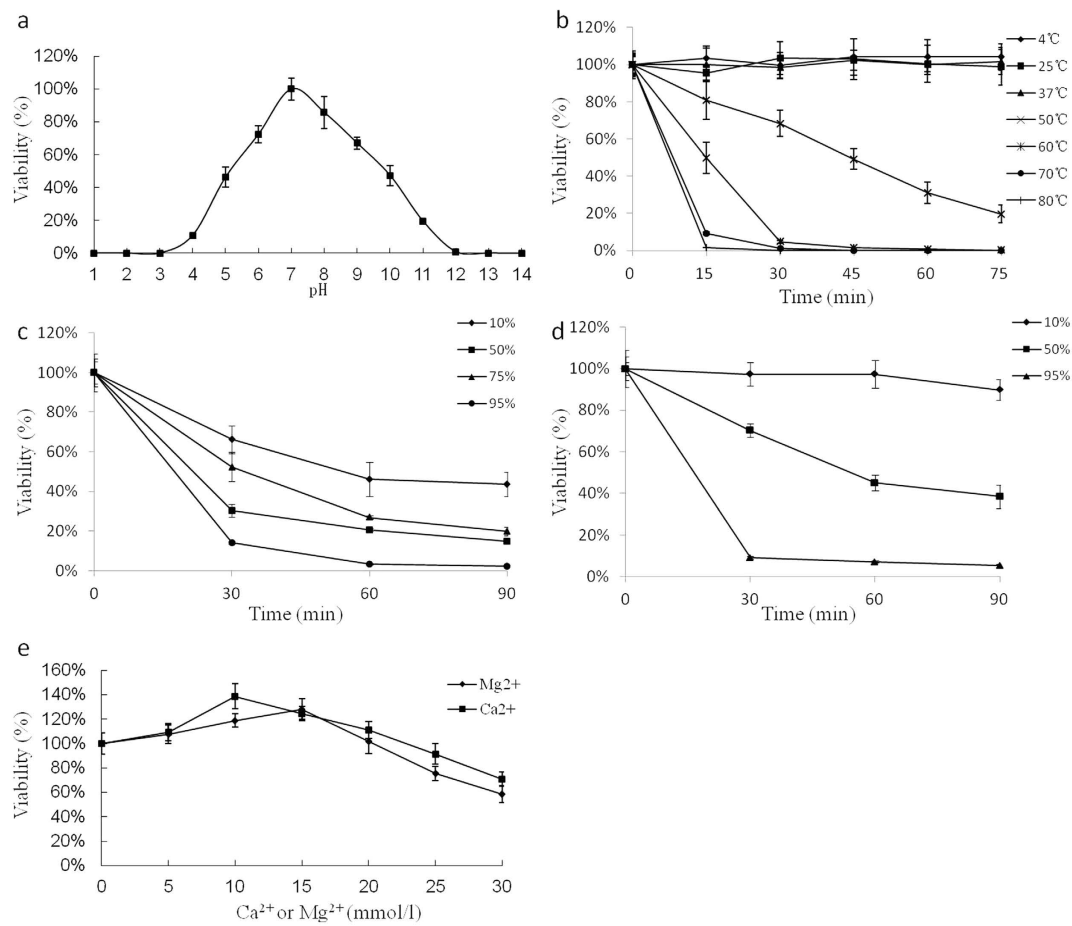 a
120%
100%
80%
60%
40%
20%
0%
Viability (%)
1 2 3 4 5 6 7 8 9 10 11 12 13 14
pH
b
120%
100%
80%
60%
40%
20%
0%
Viability (%)
0 15 30 45 60 75
Time (min)
4℃
25℃
37℃
50℃
60℃
70℃
80℃
c
120%
100%
80%
60%
40%
20%
0%
Viability (%)
0 30 60 90
Time (min)
10%
50%
75%
95%
d
120%
100%
80%
60%
40%
20%
0%
Viability (%)
0 30 60 90
Time (min)
10%
50%
95%
e
160%
140%
120%
100%
80%
60%
40%
20%
0%
Viability (%)
0 5 10 15 20 25 30
Ca²⁺ or Mg²⁺ (mmol/l)
Mg2+
Ca2+